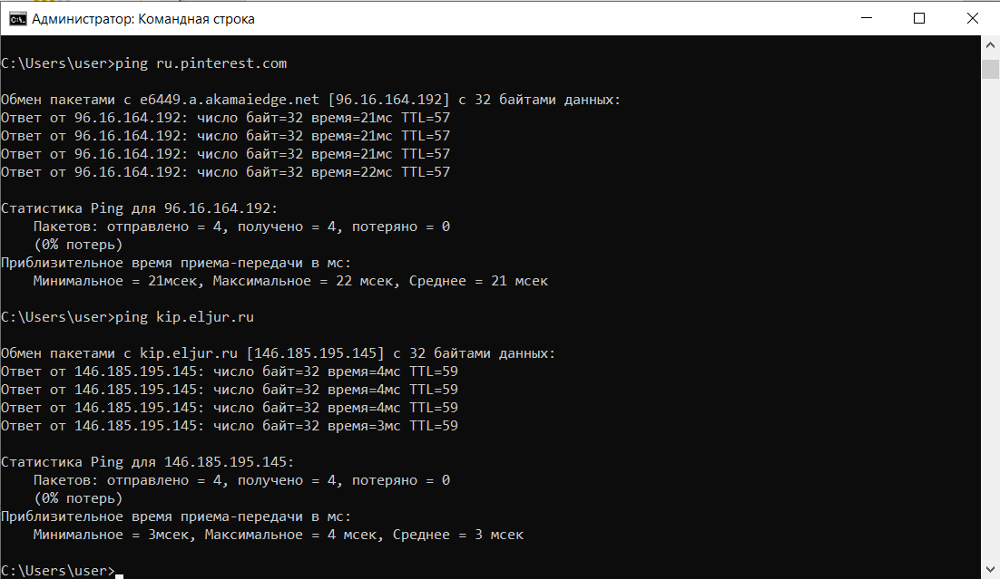 Администратор: Командная строка
C:\Users\user>ping ru.pinterest.com
Обмен пакетами с e6449.a.akamaiedge.net [96.16.164.192] с 32 байтами данных:
Ответ от 96.16.164.192: число байт=32 время=21мс TTL=57
Ответ от 96.16.164.192: число байт=32 время=21мс TTL=57
Ответ от 96.16.164.192: число байт=32 время=21мс TTL=57
Ответ от 96.16.164.192: число байт=32 время=22мс TTL=57
Статистика Ping для 96.16.164.192:
    Пакетов: отправлено = 4, получено = 4, потеряно = 0
    (0% потерь)
Приблизительное время приема-передачи в мс:
    Минимальное = 21мсек, Максимальное = 22 мсек, Среднее = 21 мсек
C:\Users\user>ping kip.eljur.ru
Обмен пакетами с kip.eljur.ru [146.185.195.145] с 32 байтами данных:
Ответ от 146.185.195.145: число байт=32 время=4мс TTL=59
Ответ от 146.185.195.145: число байт=32 время=4мс TTL=59
Ответ от 146.185.195.145: число байт=32 время=4мс TTL=59
Ответ от 146.185.195.145: число байт=32 время=3мс TTL=59
Статистика Ping для 146.185.195.145:
    Пакетов: отправлено = 4, получено = 4, потеряно = 0
    (0% потерь)
Приблизительное время приема-передачи в мс:
    Минимальное = 3мсек, Максимальное = 4 мсек, Среднее = 3 мсек
C:\Users\user>